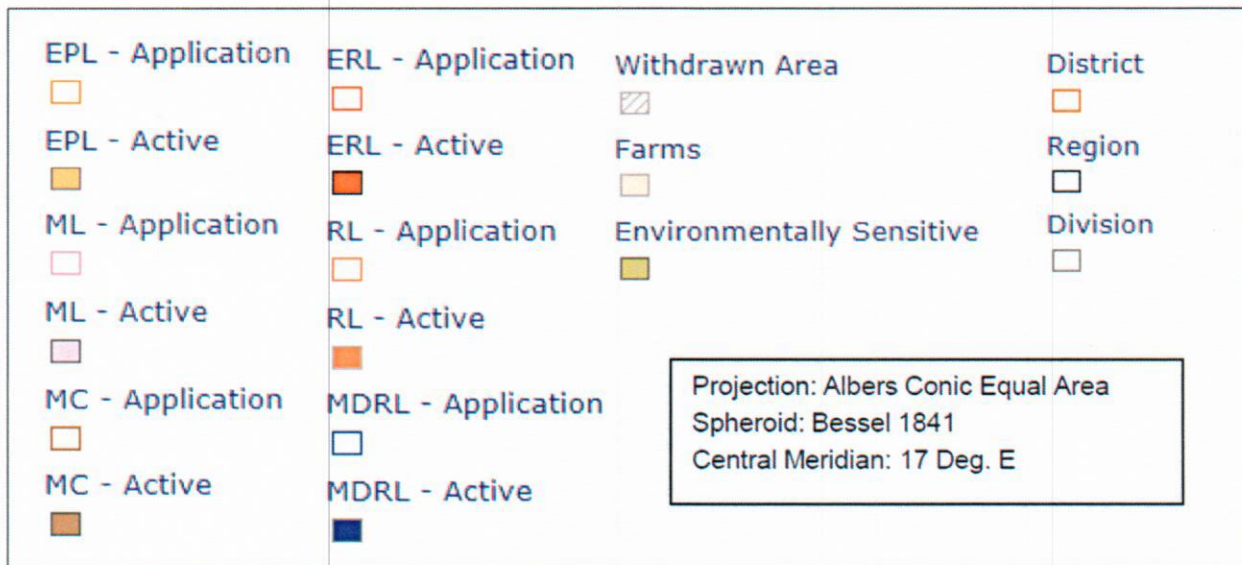 EPL - Application
EPL - Active
ML - Application
ML - Active
MC - Application
MC - Active
ERL - Application
ERL - Active
RL - Application
RL - Active
MDRL - Application
MDRL - Active
Withdrawn Area
Farms
Environmentally Sensitive
District
Region
Division
Projection: Albers Conic Equal Area
Spheroid: Bessel 1841
Central Meridian: 17 Deg. E